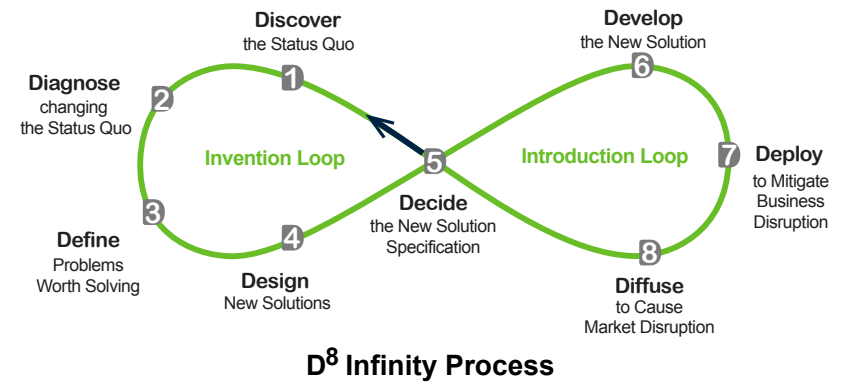 1
Discover
the Status Quo
2
Diagnose
changing
the Status Quo
3
Define
Problems
Worth Solving
4
Design
New Solutions
Invention Loop
5
Decide
the New Solution
Specification
Introduction Loop
6
Develop
the New Solution
7
Deploy
to Mitigate
Business
Disruption
8
Diffuse
to Cause
Market Disruption
D⁸ Infinity Process